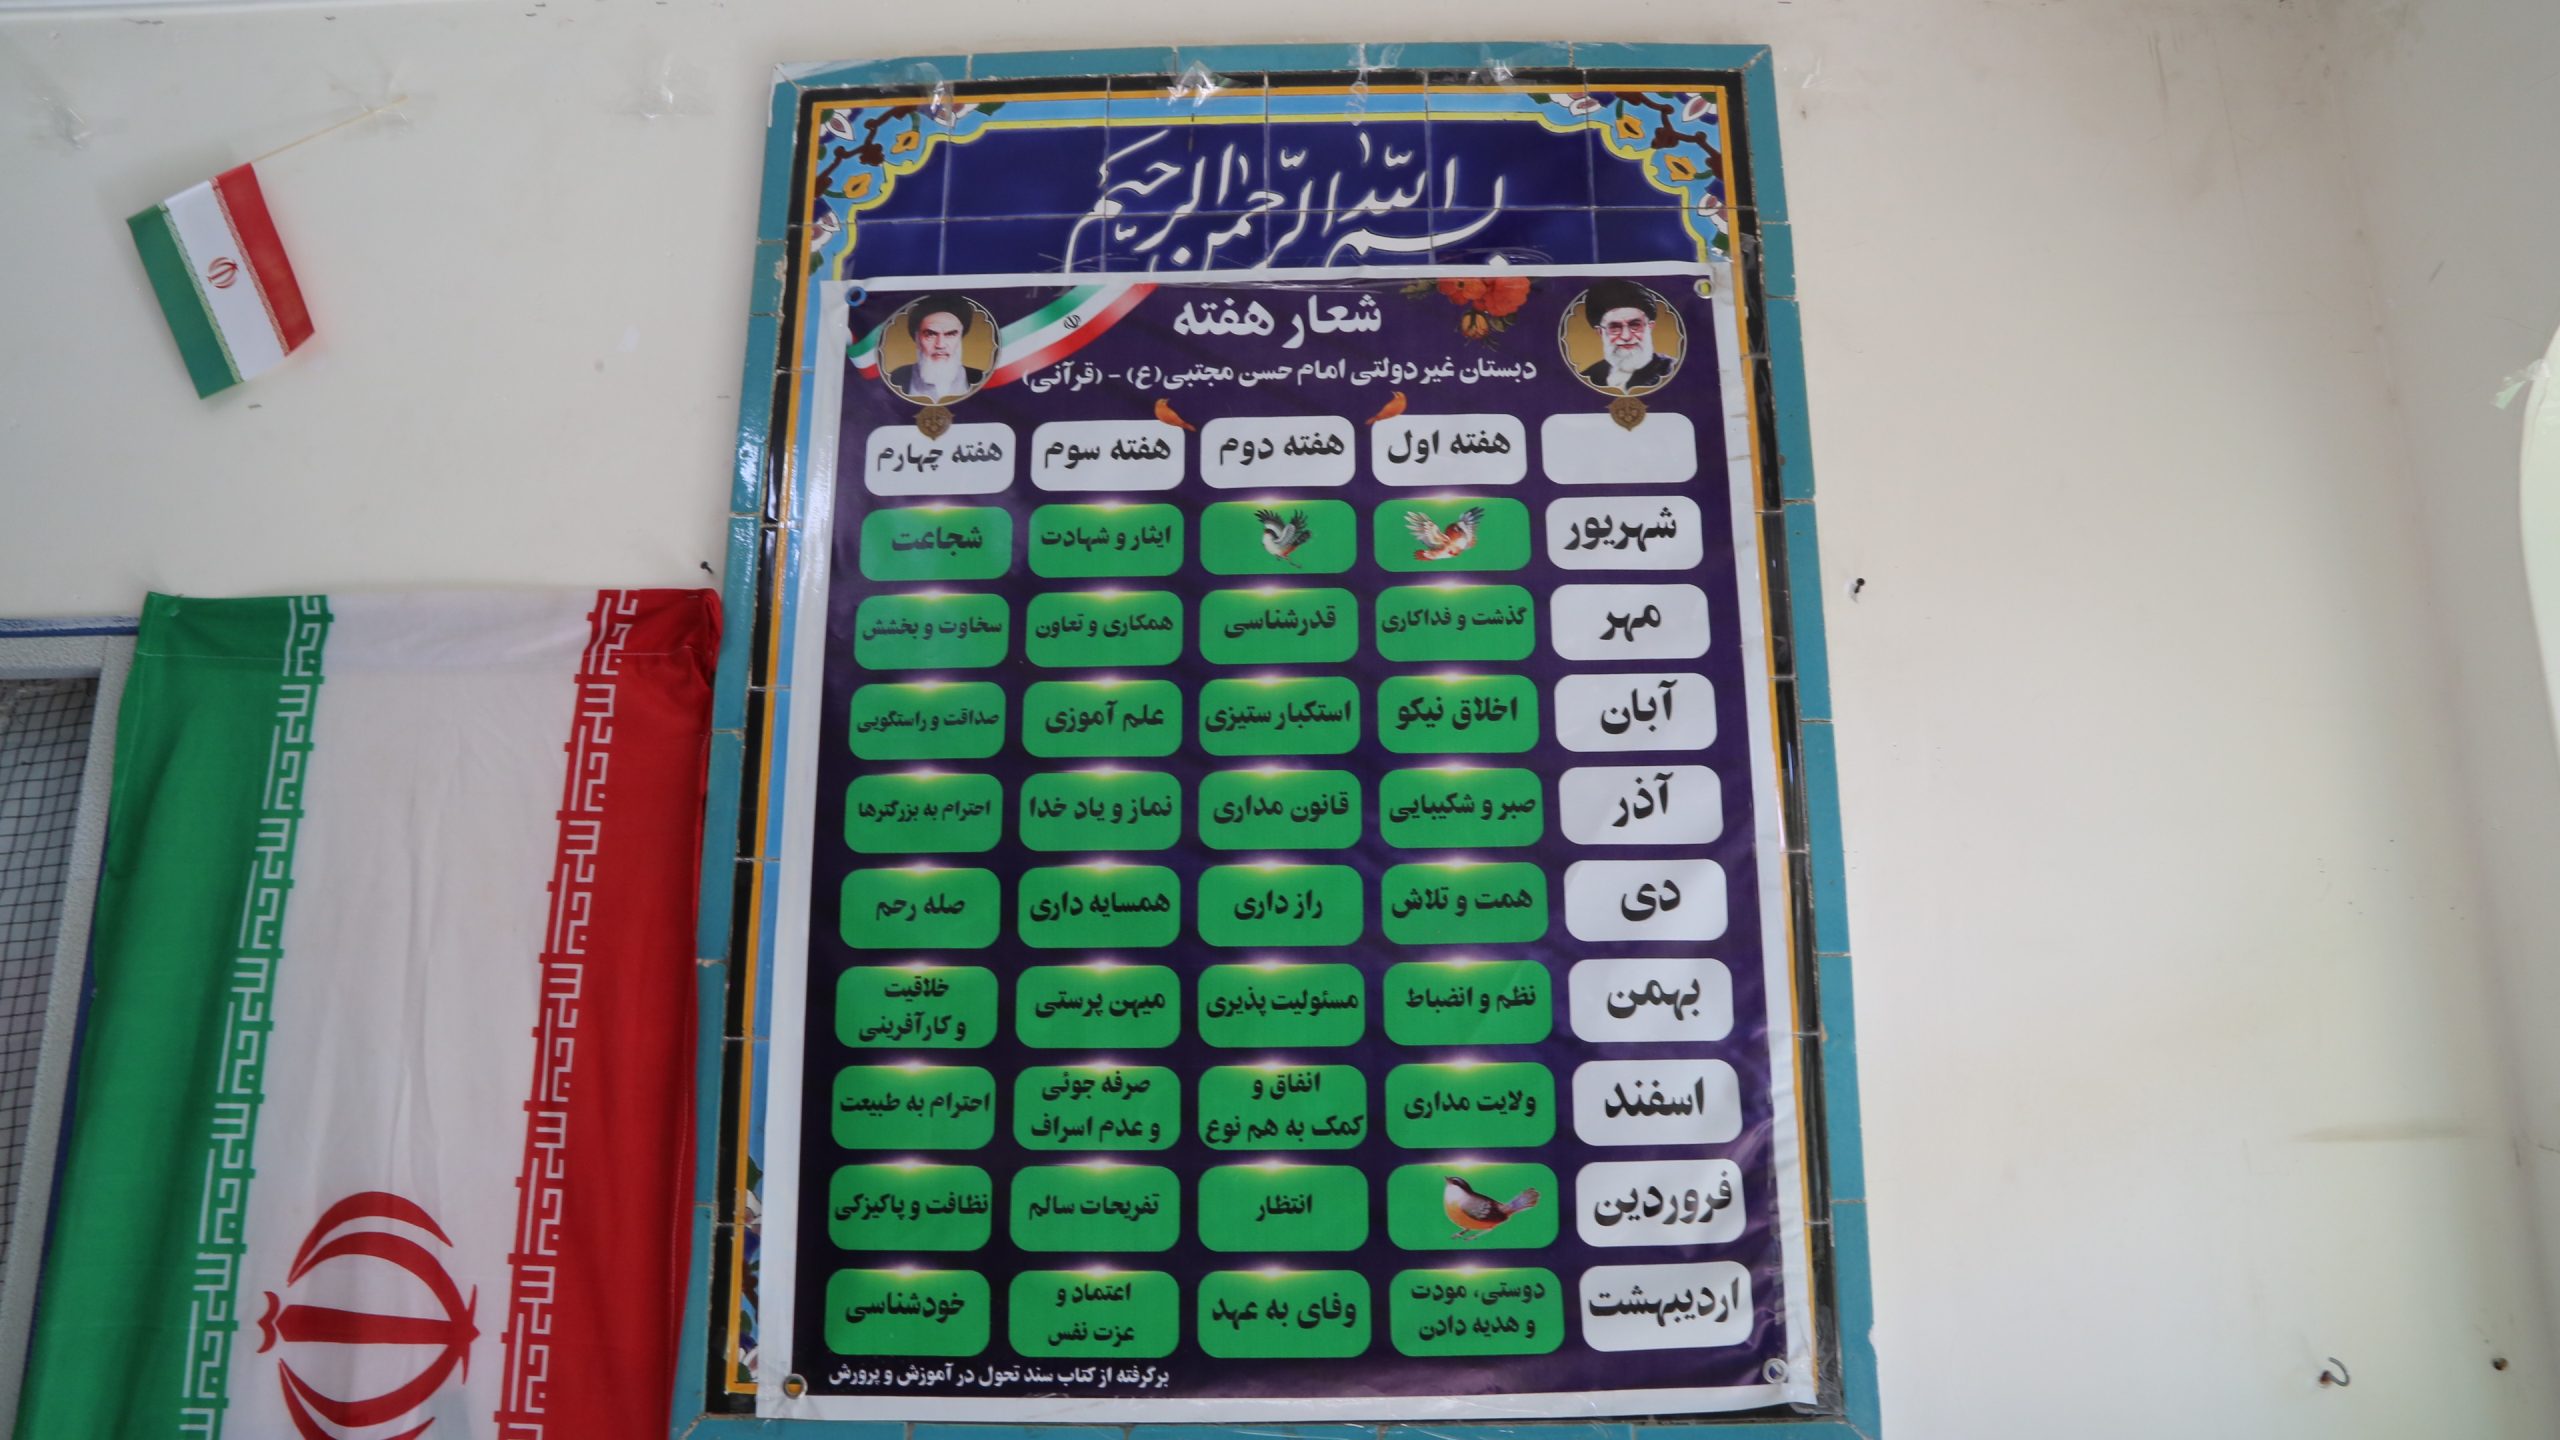 بسم الله الرحمن الرحیم
شعار هفته
دبستان غیر دولتی امام حسن مجتبی(ع) - (قرآنی)
هفته اول هفته دوم هفته سوم هفته چهارم
شهریور ایثار و شهادت شجاعت
مهر گذشت و فداکاری قدرشناسی همکاری و تعاون سخاوت و بخشش
آبان اخلاق نیکو استکبار ستیزی علم آموزی صداقت و راستگویی
آذر صبر و شکیبایی قانون مداری نماز و یاد خدا احترام به بزرگترها
دی همت و تلاش راز داری همسایه داری صله رحم
بهمن نظم و انضباط مسئولیت پذیری میهن پرستی خلاقیت
و کارآفرینی
اسفند ولایت مداری انفاق و
کمک به هم نوع صرفه جوئی
و عدم اسراف احترام به طبیعت
فروردین انتظار تفریحات سالم نظافت و پاکیزکی
اردیبهشت دوستی، مودت
و هدیه دادن وفای به عهد اعتماد و
عزت نفس خودشناسی
برگرفته از کتاب سند تحول در آموزش و پرورش